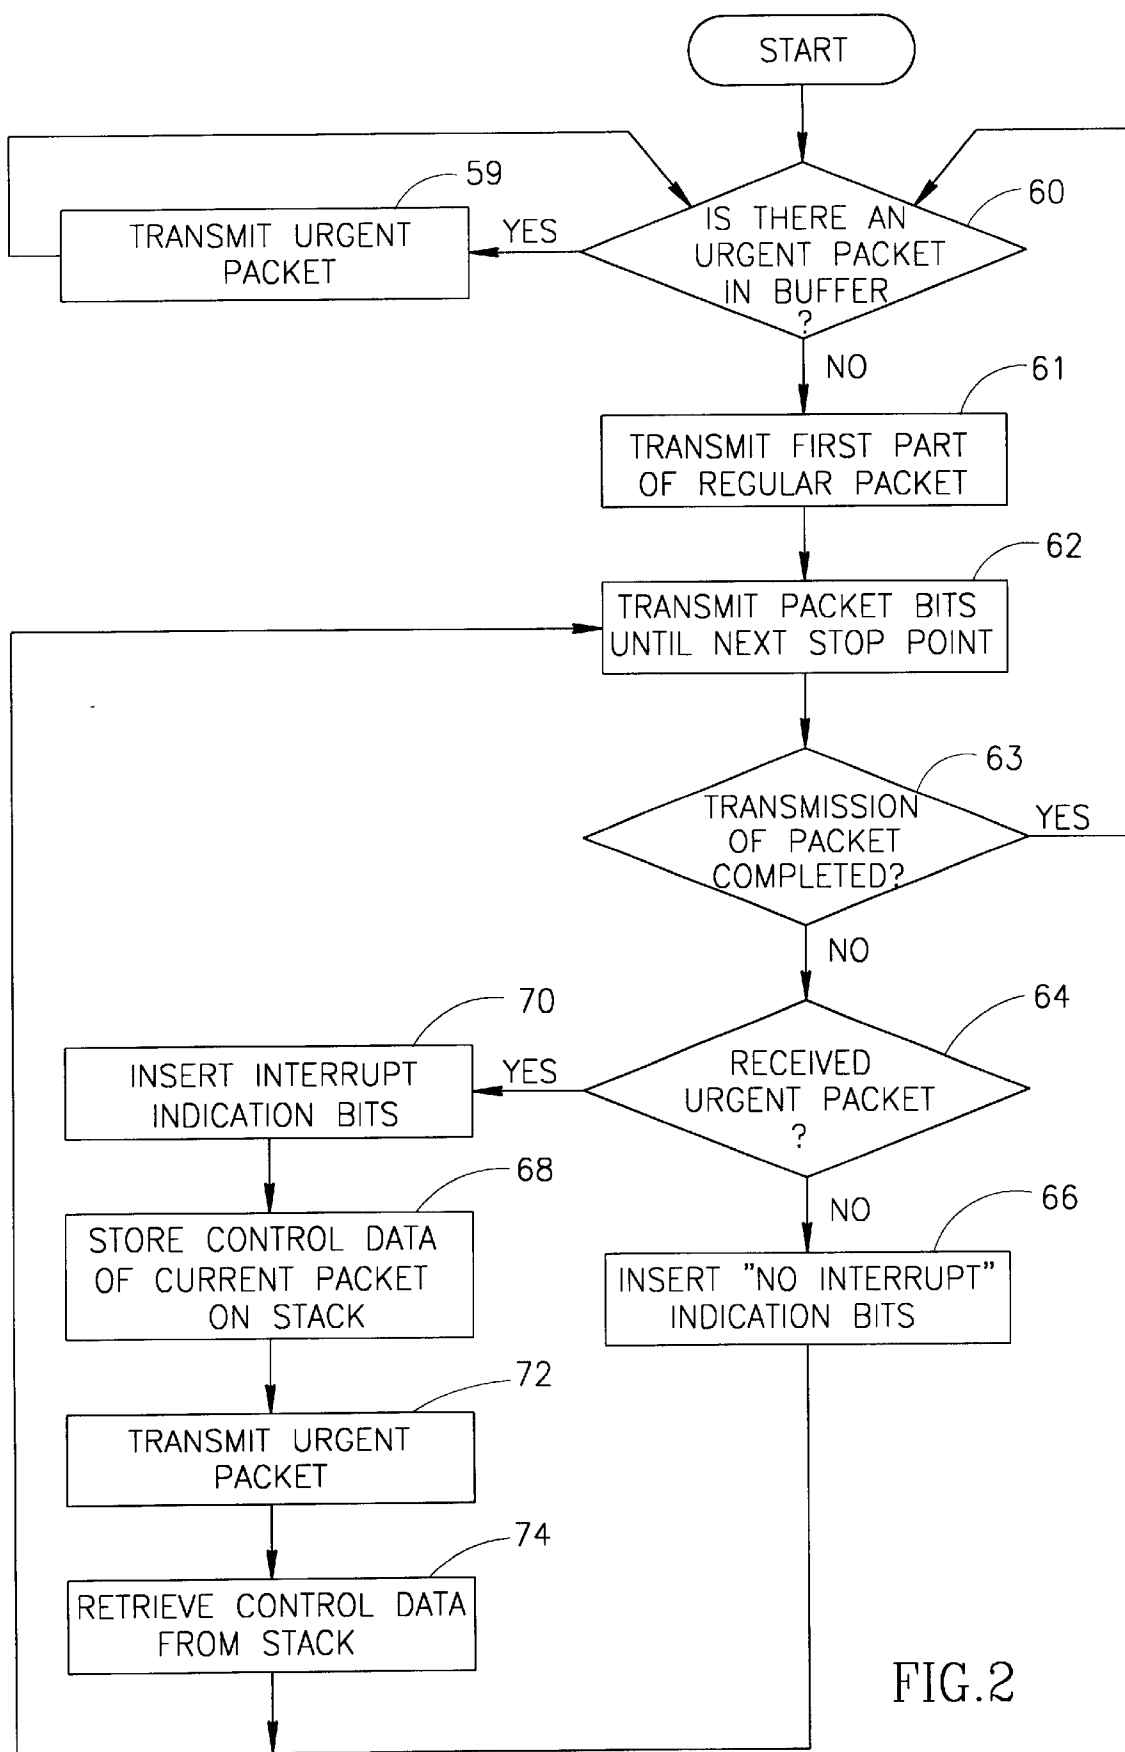 START
59
TRANSMIT URGENT
PACKET
YES
60
IS THERE AN
URGENT PACKET
IN BUFFER
?
NO
61
TRANSMIT FIRST PART
OF REGULAR PACKET
62
TRANSMIT PACKET BITS
UNTIL NEXT STOP POINT
63
TRANSMISSION
OF PACKET
COMPLETED?
YES
NO
64
RECEIVED
URGENT PACKET
?
YES
NO
70
INSERT INTERRUPT
INDICATION BITS
66
INSERT "NO INTERRUPT"
INDICATION BITS
68
STORE CONTROL DATA
OF CURRENT PACKET
ON STACK
72
TRANSMIT URGENT
PACKET
74
RETRIEVE CONTROL DATA
FROM STACK
FIG.2